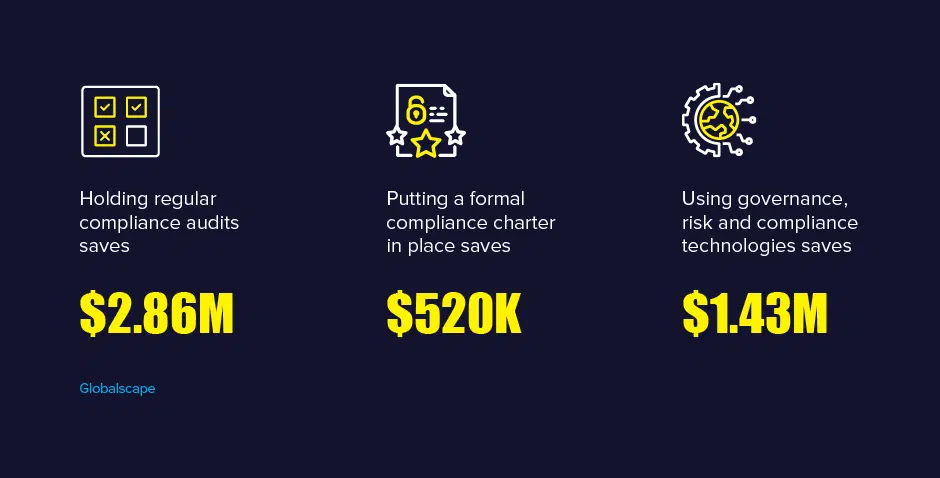 Holding regular
compliance audits
saves
$2.86M
Putting a formal
compliance charter
in place saves
$520K
Using governance,
risk and compliance
technologies saves
$1.43M
Globalscape